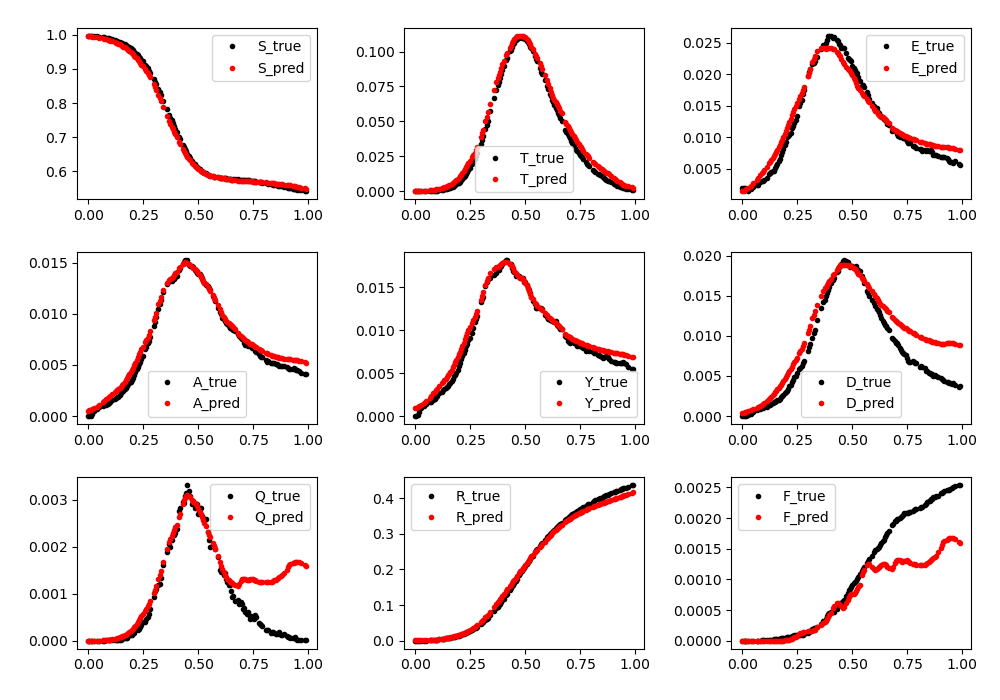 1.0
0.9
0.8
0.7
0.6
0.00 0.25 0.50 0.75 1.00
S_true
S_pred
0.100
0.075
0.050
0.025
0.000
0.00 0.25 0.50 0.75 1.00
T_true
T_pred
0.025
0.020
0.015
0.010
0.005
0.00 0.25 0.50 0.75 1.00
E_true
E_pred
0.015
0.010
0.005
0.000
0.00 0.25 0.50 0.75 1.00
A_true
A_pred
0.015
0.010
0.005
0.000
0.00 0.25 0.50 0.75 1.00
Y_true
Y_pred
0.020
0.015
0.010
0.005
0.000
0.00 0.25 0.50 0.75 1.00
D_true
D_pred
0.003
0.002
0.001
0.000
0.00 0.25 0.50 0.75 1.00
Q_true
Q_pred
0.4
0.3
0.2
0.1
0.0
0.00 0.25 0.50 0.75 1.00
R_true
R_pred
0.0025
0.0020
0.0015
0.0010
0.0005
0.0000
0.00 0.25 0.50 0.75 1.00
F_true
F_pred